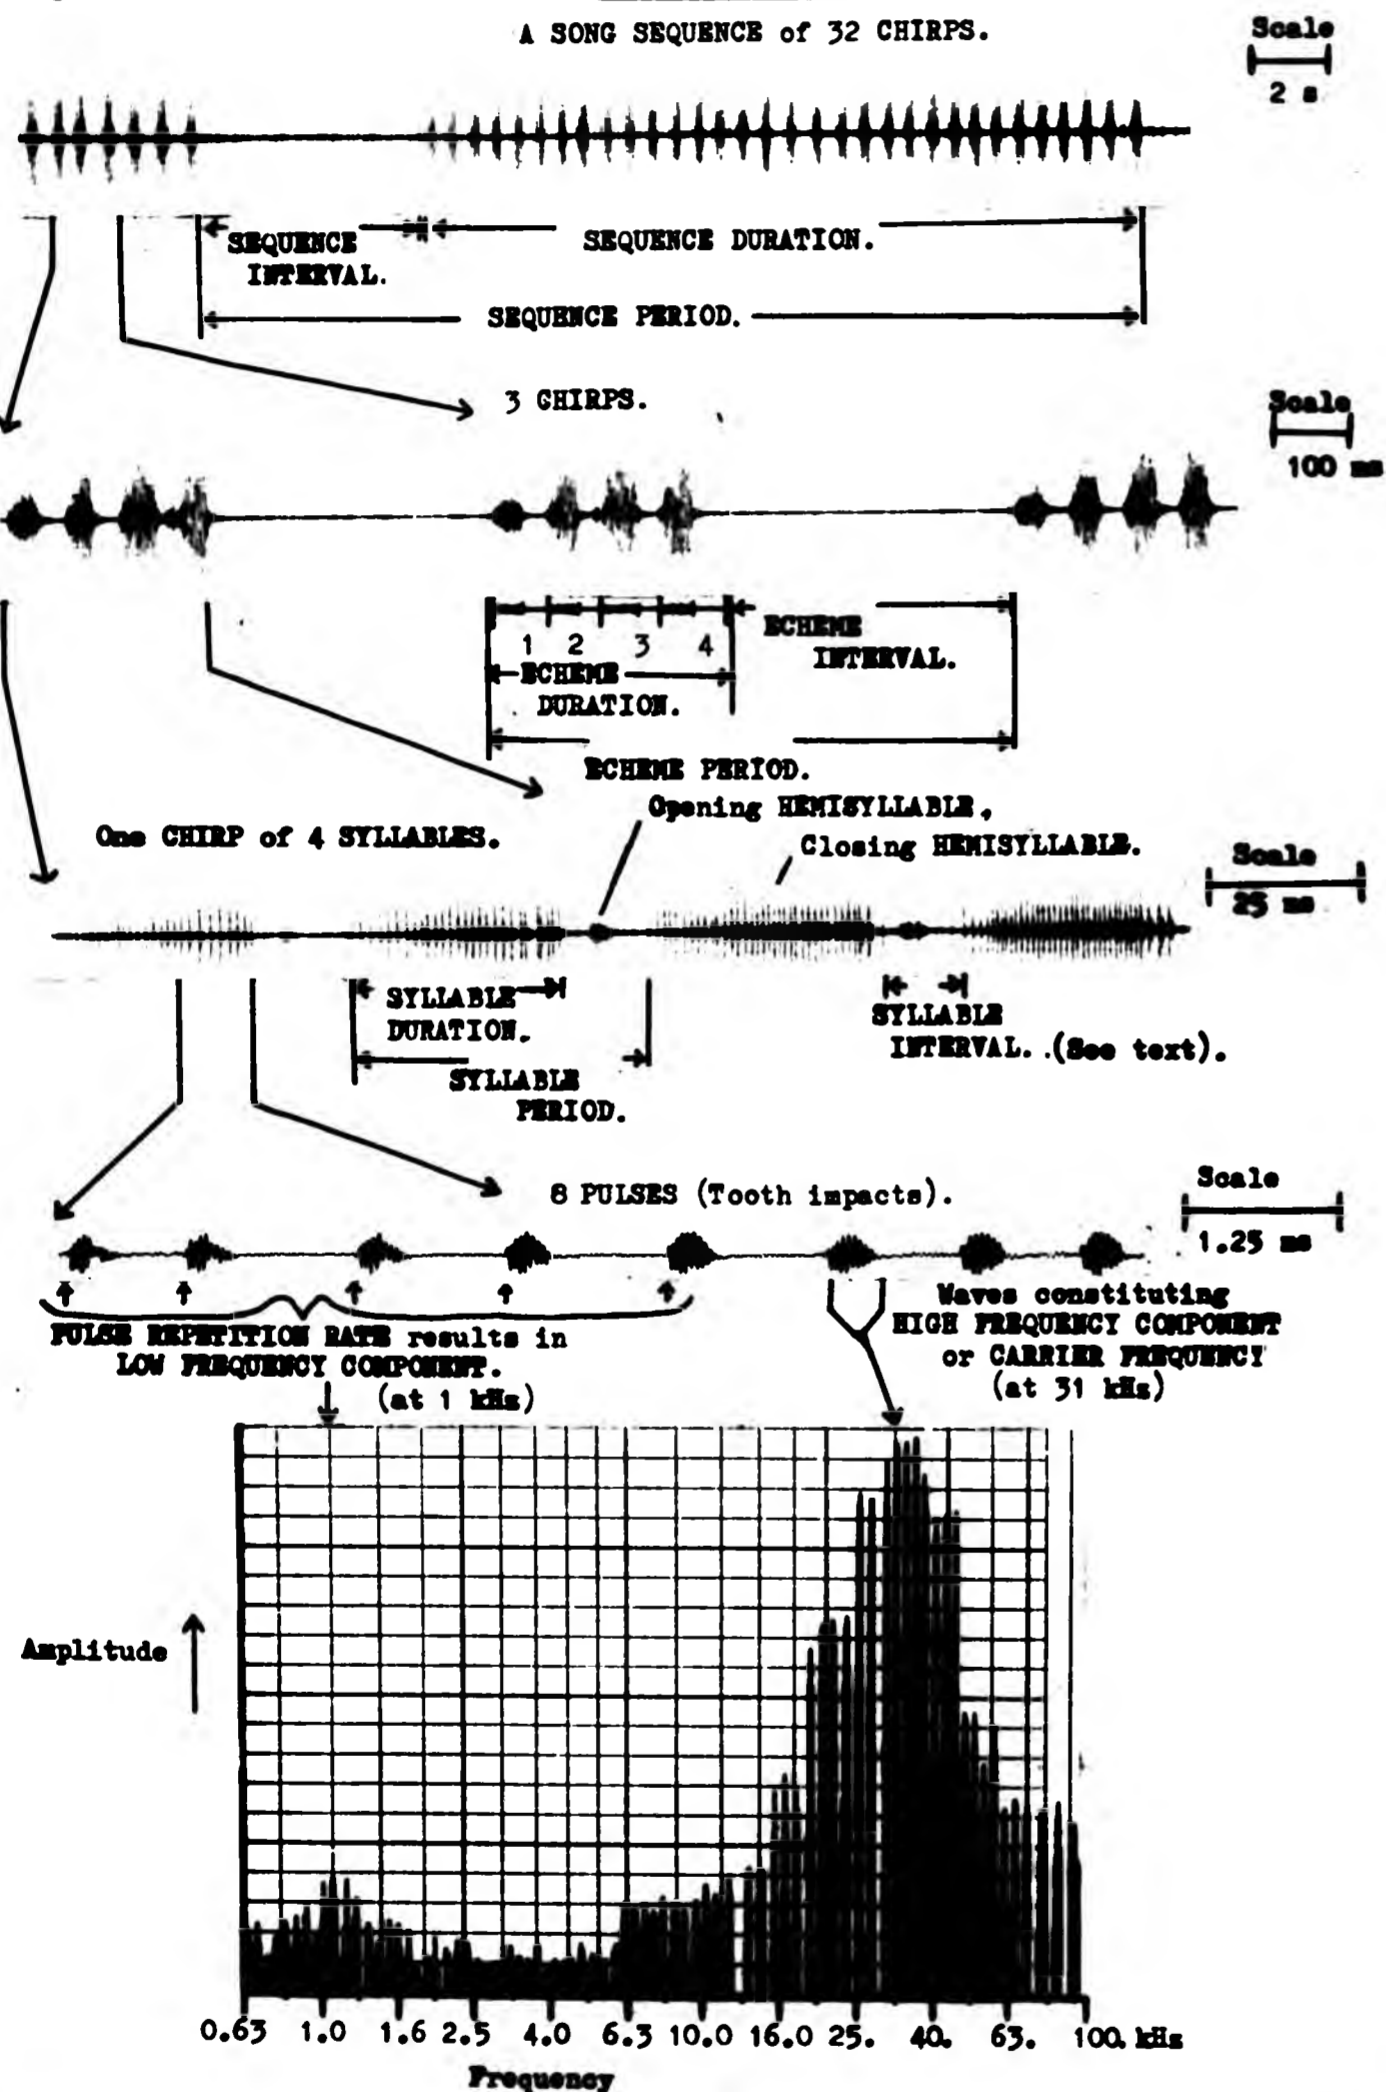 A SONG SEQUENCE of 32 CHIRPS.
Scale
2 s
SEQUENCE
INTERVAL.
SEQUENCE DURATION.
SEQUENCE PERIOD.
3 CHIRPS.
Scale
100 ms
1 2 3 4
ECHEME
DURATION.
ECHEME
INTERVAL.
ECHEME PERIOD.
Opening HEMISYLLABLE.
Closing HEMISYLLABLE.
One CHIRP of 4 SYLLABLES.
Scale
25 ms
SYLLABLE
DURATION.
SYLLABLE
PERIOD.
SYLLABLE
INTERVAL. .(See text).
8 PULSES (Tooth impacts).
Scale
1.25 ms
PULSE REPETITION RATE results in
LOW FREQUENCY COMPONENT.
(at 1 kHz)
Waves constituting
HIGH FREQUENCY COMPONENT
or CARRIER FREQUENCY
(at 31 kHz)
Amplitude
0.63 1.0 1.6 2.5 4.0 6.3 10.0 16.0 25. 40. 63. 100. kHz
Frequency